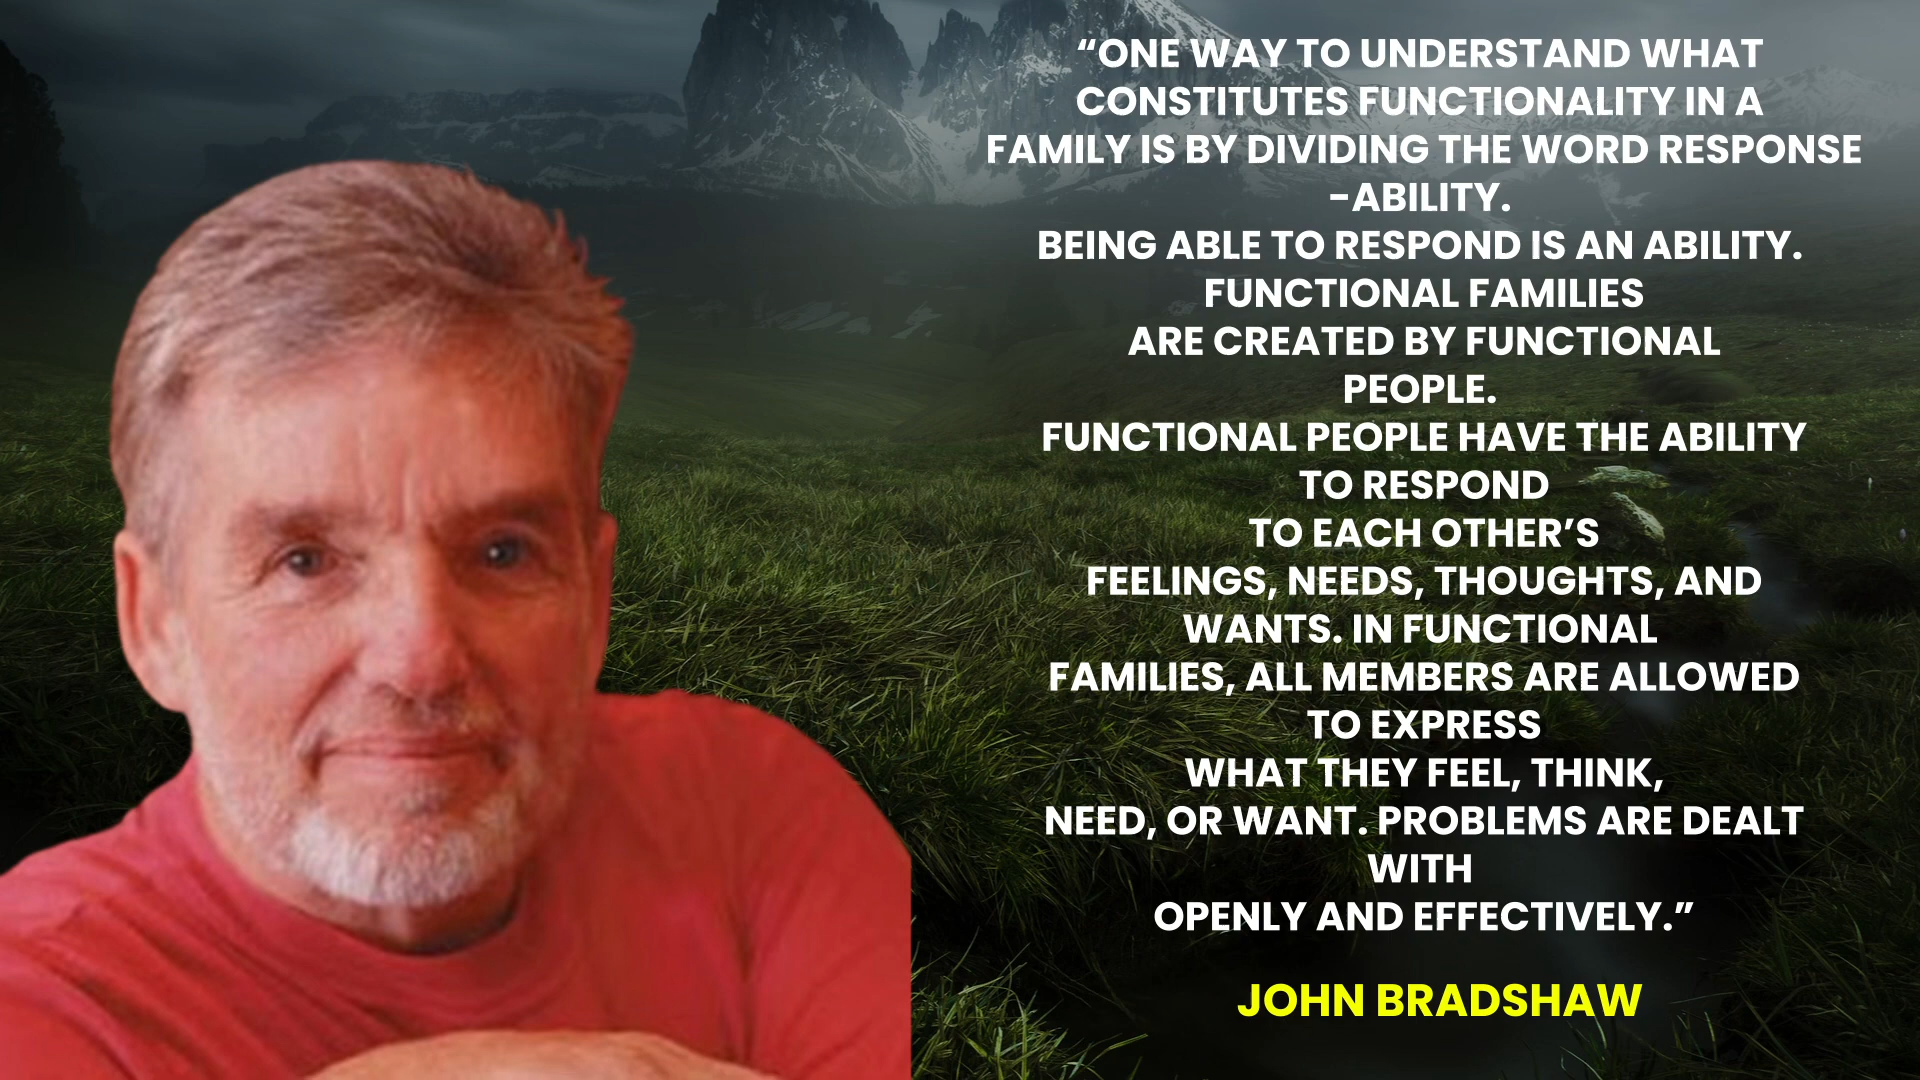 “ONE WAY TO UNDERSTAND WHAT
CONSTITUTES FUNCTIONALITY IN A
FAMILY IS BY DIVIDING THE WORD RESPONSE
-ABILITY.
BEING ABLE TO RESPOND IS AN ABILITY.
FUNCTIONAL FAMILIES
ARE CREATED BY FUNCTIONAL
PEOPLE.
FUNCTIONAL PEOPLE HAVE THE ABILITY
TO RESPOND
TO EACH OTHER’S
FEELINGS, NEEDS, THOUGHTS, AND
WANTS. IN FUNCTIONAL
FAMILIES, ALL MEMBERS ARE ALLOWED
TO EXPRESS
WHAT THEY FEEL, THINK,
NEED, OR WANT. PROBLEMS ARE DEALT
WITH
OPENLY AND EFFECTIVELY.”
JOHN BRADSHAW